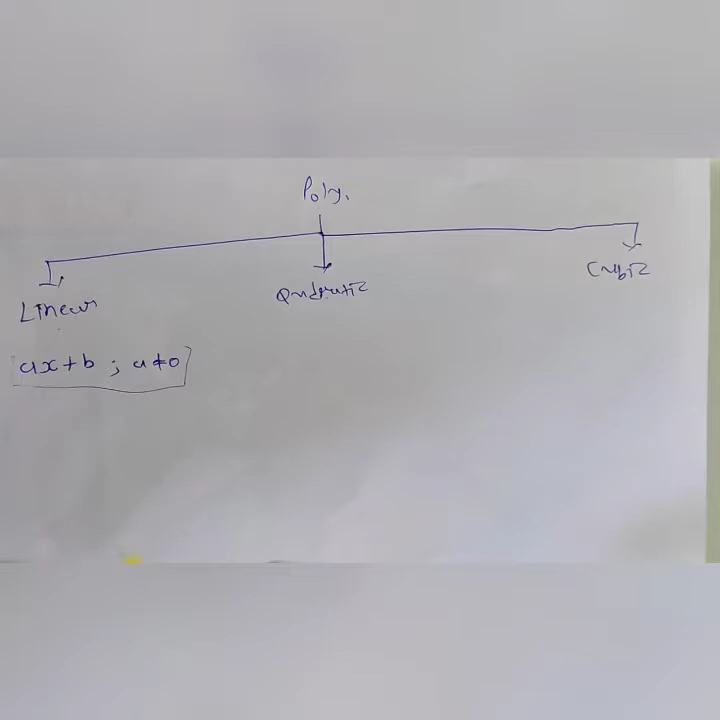 Poly.
Linear
Quadratic
Cubic
ax + b ; a ≠ 0